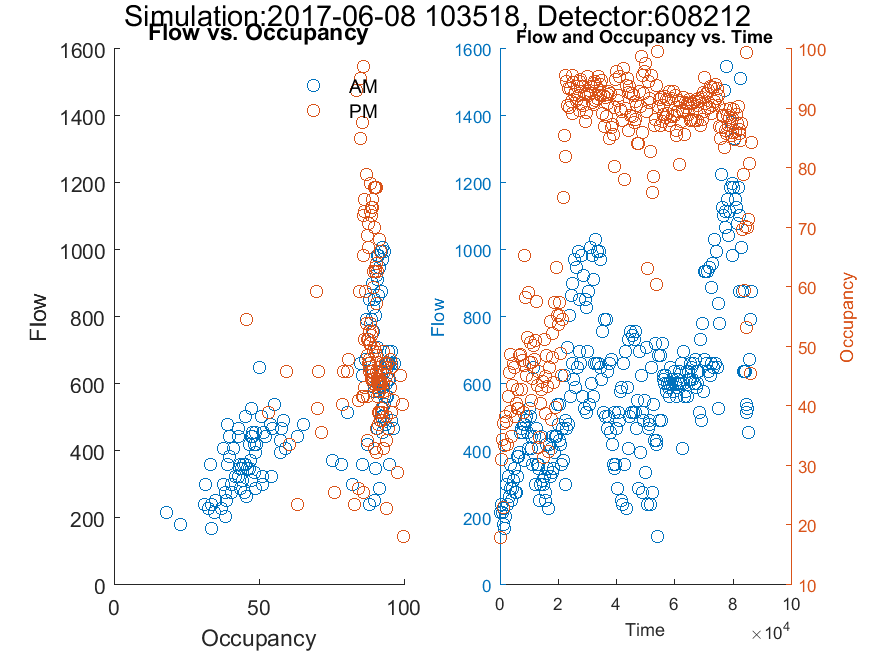 Simulation:2017-06-08 103518, Detector:608212
Flow vs. Occupancy
Flow and Occupancy vs. Time
AM
PM
1600
1400
1200
1000
800
600
400
200
0
Flow
0 50 100
Occupancy
1600
1400
1200
1000
800
600
400
200
0
Flow
100
90
80
70
60
50
40
30
20
10
Occupancy
0 2 4 6 8 10
Time
×10⁴